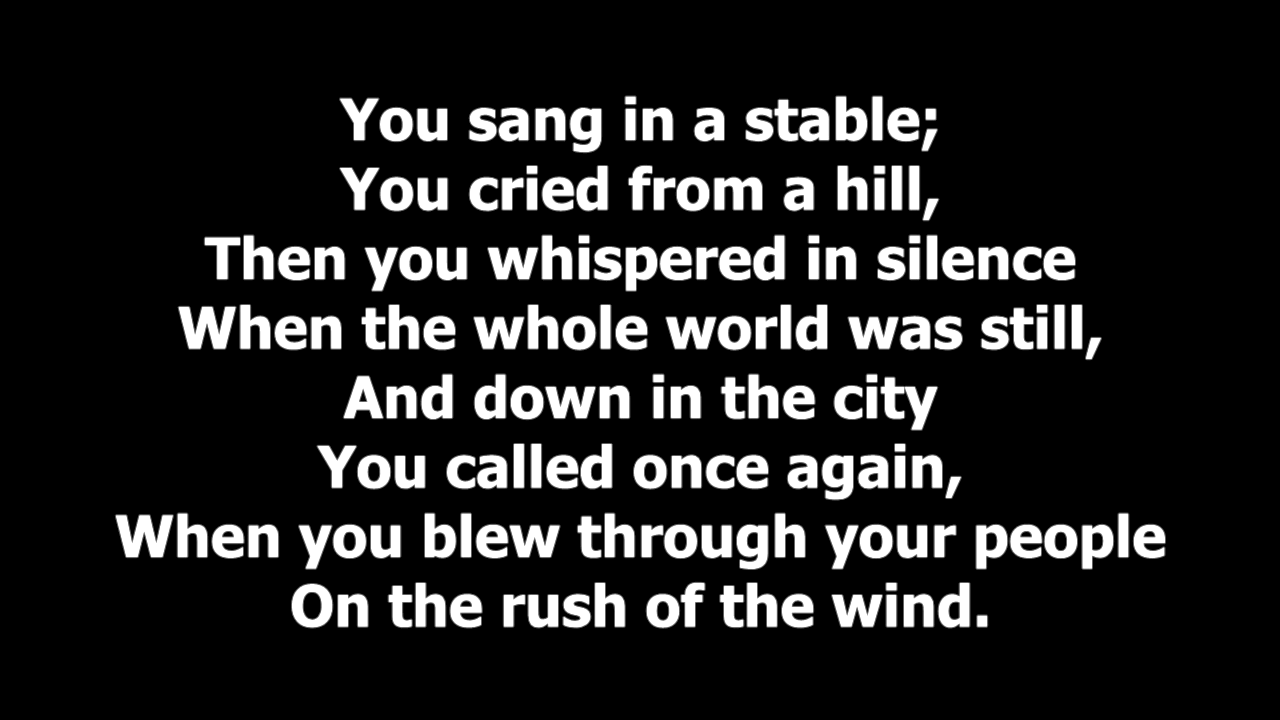 You sang in a stable;
You cried from a hill,
Then you whispered in silence
When the whole world was still,
And down in the city
You called once again,
When you blew through your people
On the rush of the wind.